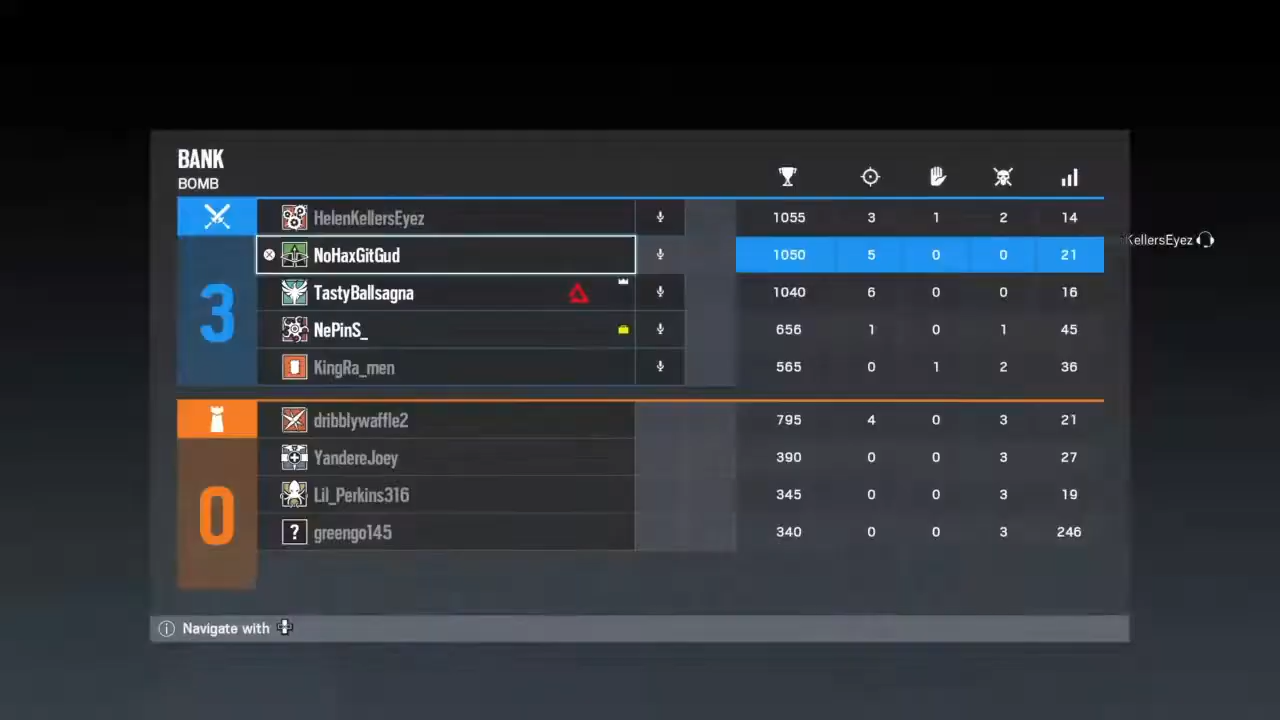 BANK
BOMB
HelenKellersEyez 1055 3 1 2 14
KellersEyez
NoHaxGitGud 1050 5 0 0 21
3
TastyBallsagna 1040 6 0 0 16
NePinS_ 656 1 0 1 45
KingRa_men 565 0 1 2 36
dribblywaffle2 795 4 0 3 21
YandereJoey 390 0 0 3 27
0
Lil_Perkins316 345 0 0 3 19
? greengo145 340 0 0 3 246
Navigate with